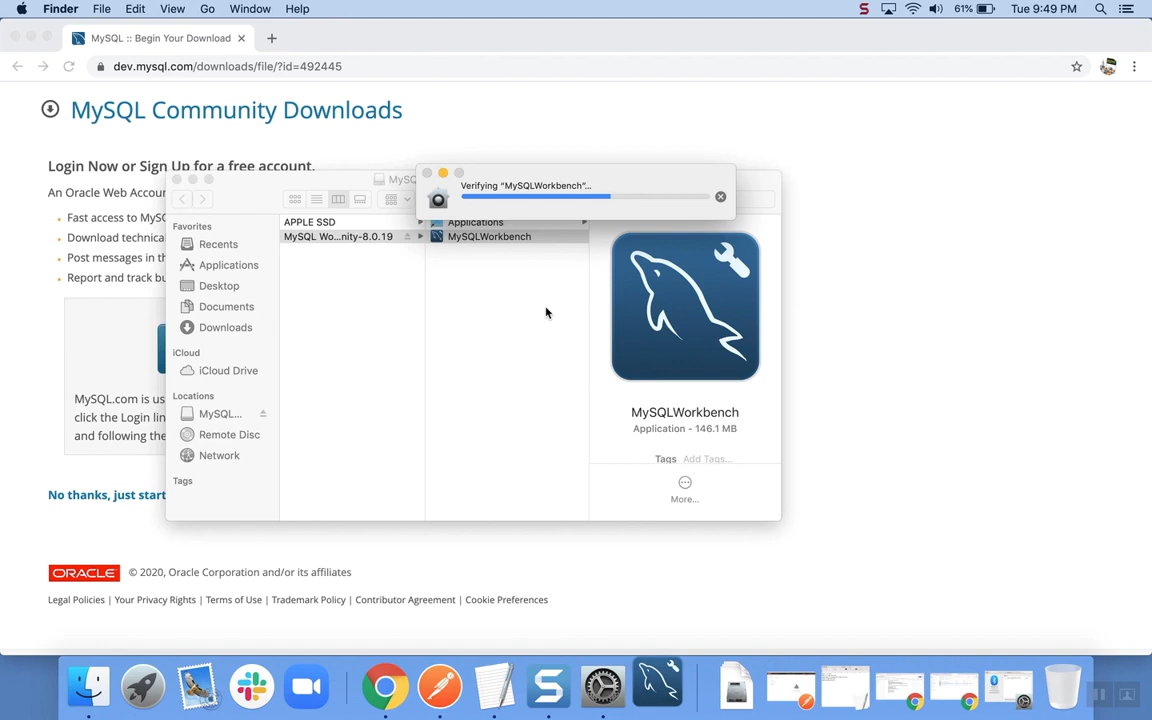 Finder File Edit View Go Window Help 61% Tue 9:49 PM
MySQL :: Begin Your Download
dev.mysql.com/downloads/file/?id=492445
MySQL Community Downloads
Login Now or Sign Up for a free account.
An Oracle Web Accour
Fast access to MySC
Download technica
Post messages in th
Report and track bu
MySQL.com is us
click the Login lin
and following the
No thanks, just start
ORACLE © 2020, Oracle Corporation and/or its affiliates
Legal Policies | Your Privacy Rights | Terms of Use | Trademark Policy | Contributor Agreement | Cookie Preferences
MySQ
Favorites
Recents
Applications
Desktop
Documents
Downloads
iCloud
iCloud Drive
Locations
MySQL...
Remote Disc
Network
Tags
APPLE SSD
MySQL Wo...nity-8.0.19
Applications
MySQLWorkbench
MySQLWorkbench
Application - 146.1 MB
Tags Add Tags...
More...
Verifying “MySQLWorkbench”...